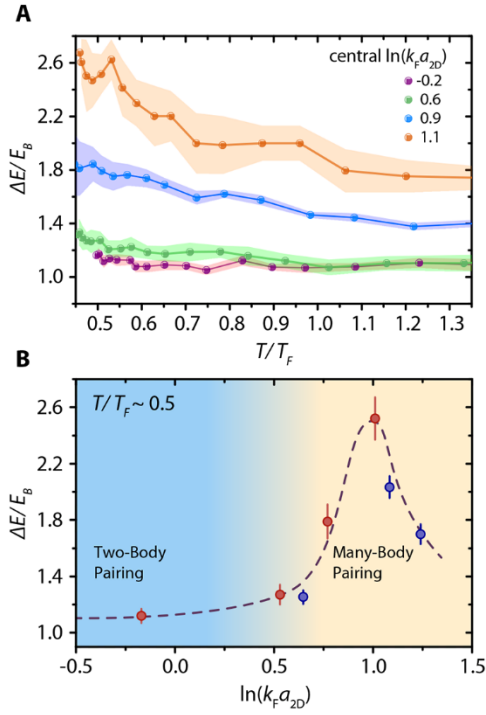 A
2.6
2.2
1.8
1.4
1.0
ΔE/E_B
central ln(k_F a_2D)
-0.2
0.6
0.9
1.1
0.5 0.6 0.7 0.8 0.9 1.0 1.1 1.2 1.3
T/T_F
B
2.6
2.2
1.8
1.4
1.0
ΔE/E_B
T/T_F ~ 0.5
Two-Body Many-Body
Pairing Pairing
-0.5 0.0 0.5 1.0 1.5
ln(k_F a_2D)